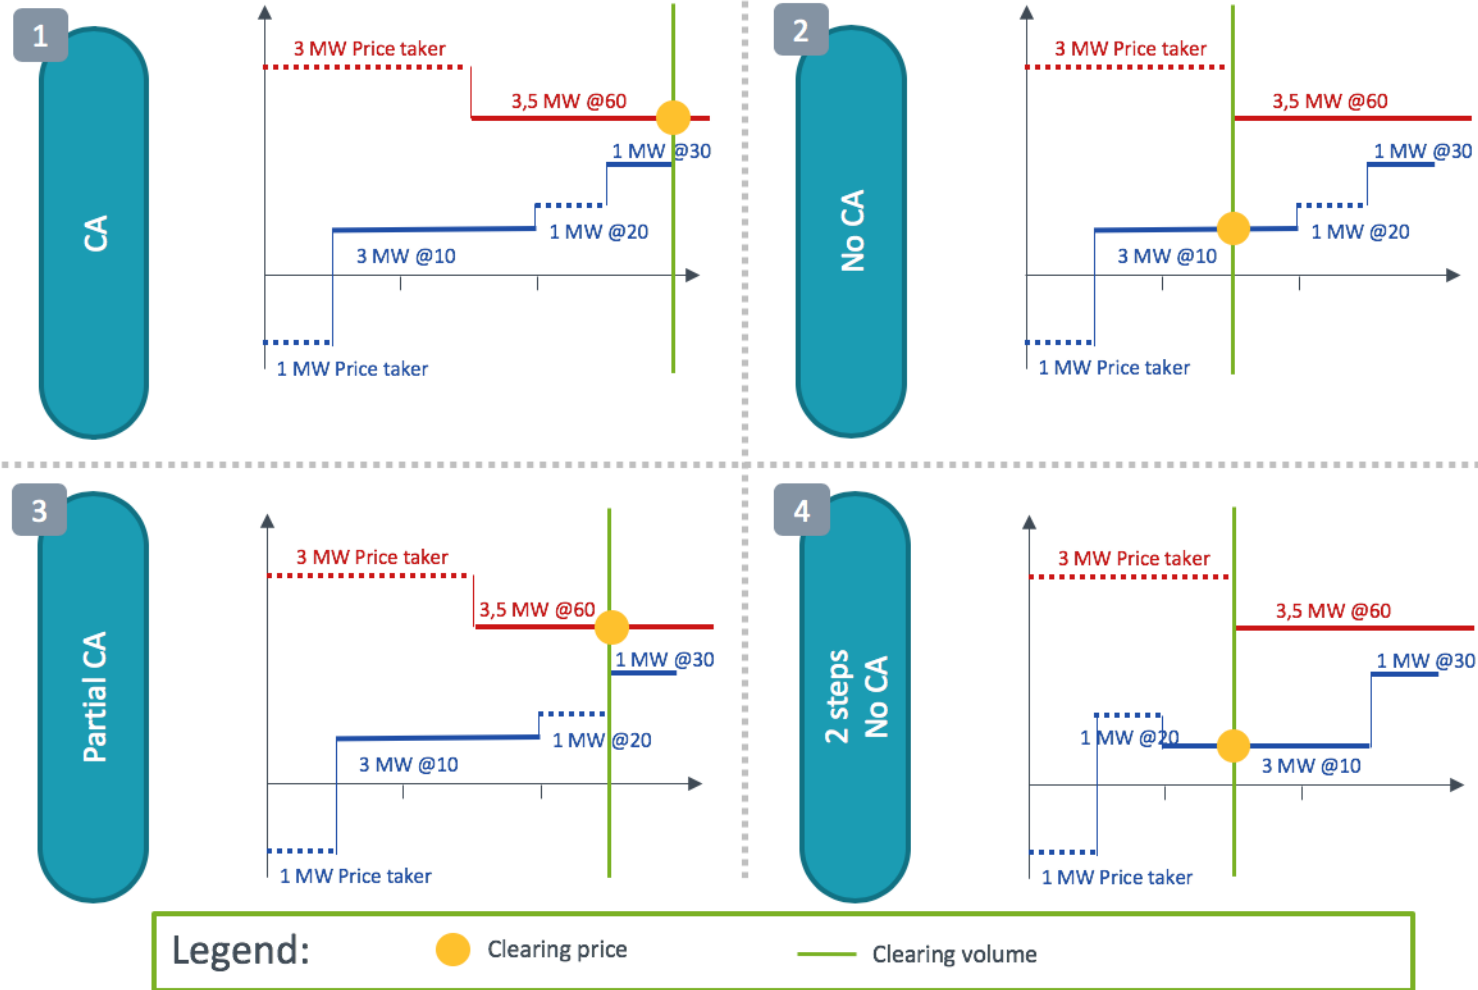 1
CA
3 MW Price taker
3,5 MW @60
1 MW @30
1 MW @20
3 MW @10
1 MW Price taker
2
No CA
3 MW Price taker
3,5 MW @60
1 MW @30
1 MW @20
3 MW @10
1 MW Price taker
3
Partial CA
3 MW Price taker
3,5 MW @60
1 MW @30
1 MW @20
3 MW @10
1 MW Price taker
4
2 steps
No CA
3 MW Price taker
3,5 MW @60
1 MW @30
1 MW @20
3 MW @10
1 MW Price taker
Legend:
Clearing price
Clearing volume